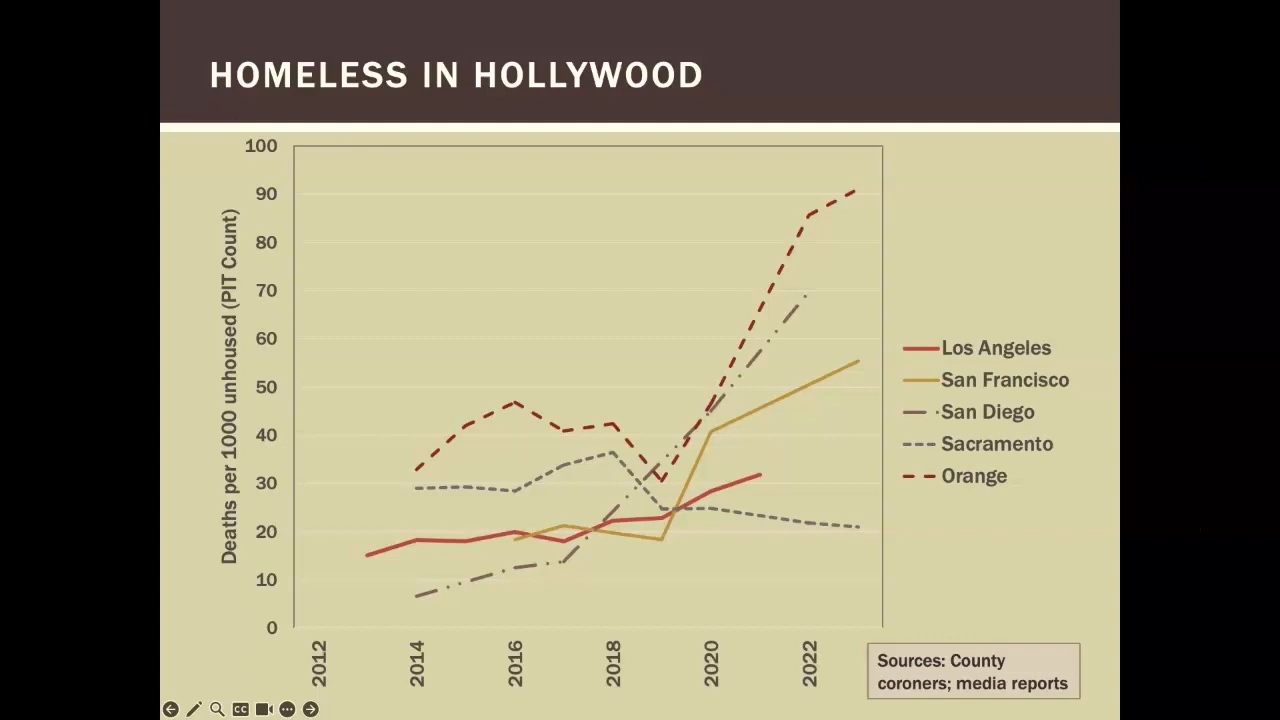 HOMELESS IN HOLLYWOOD
100
90
80
70
60
50
40
30
20
10
0
Deaths per 1000 unhoused (PIT Count)
2012
2014
2016
2018
2020
2022
Los Angeles
San Francisco
San Diego
Sacramento
Orange
Sources: County
coroners; media reports
CC